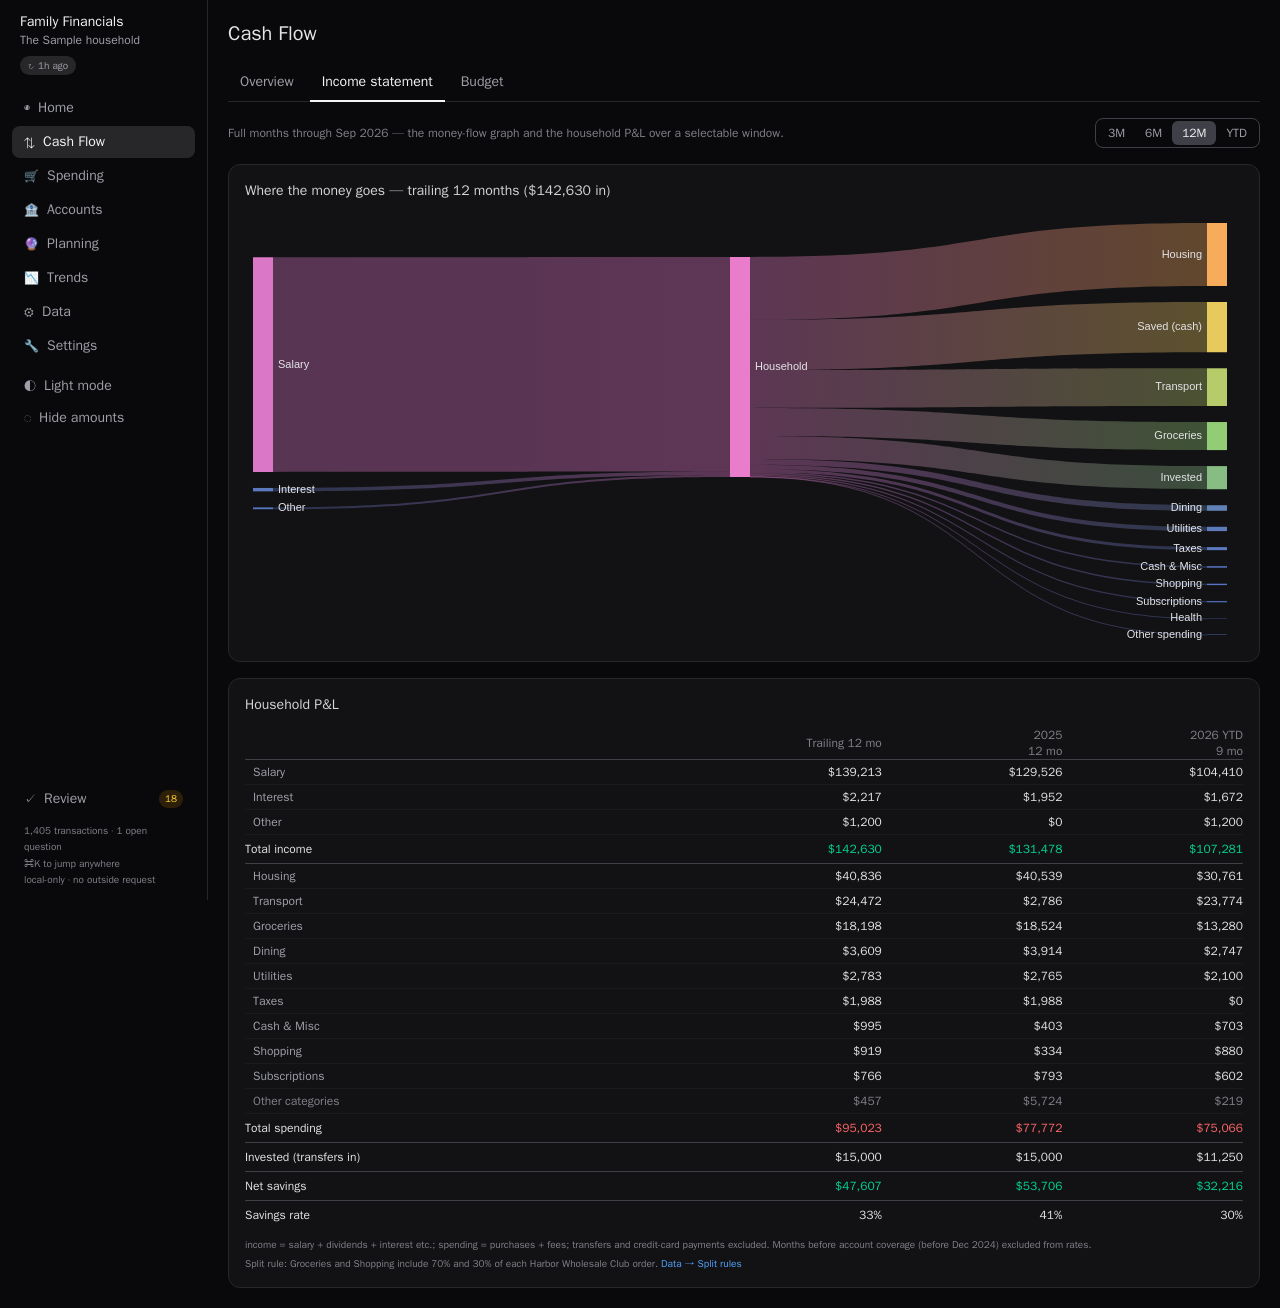 Family Financials
The Sample household
1h ago
Home
Cash Flow
Spending
Accounts
Planning
Trends
Data
Settings
Light mode
Hide amounts
Review 18
1,405 transactions · 1 open
question
⌘K to jump anywhere
local-only · no outside request
Cash Flow
Overview Income statement Budget
Full months through Sep 2026 — the money-flow graph and the household P&L over a selectable window.
3M 6M 12M YTD
Where the money goes — trailing 12 months ($142,630 in)
Salary
Interest
Other
Household
Housing
Saved (cash)
Transport
Groceries
Invested
Dining
Utilities
Taxes
Cash & Misc
Shopping
Subscriptions
Health
Other spending
Household P&L
Trailing 12 mo 2025 12 mo 2026 YTD 9 mo
Salary $139,213 $129,526 $104,410
Interest $2,217 $1,952 $1,672
Other $1,200 $0 $1,200
Total income $142,630 $131,478 $107,281
Housing $40,836 $40,539 $30,761
Transport $24,472 $2,786 $23,774
Groceries $18,198 $18,524 $13,280
Dining $3,609 $3,914 $2,747
Utilities $2,783 $2,765 $2,100
Taxes $1,988 $1,988 $0
Cash & Misc $995 $403 $703
Shopping $919 $334 $880
Subscriptions $766 $793 $602
Other categories $457 $5,724 $219
Total spending $95,023 $77,772 $75,066
Invested (transfers in) $15,000 $15,000 $11,250
Net savings $47,607 $53,706 $32,216
Savings rate 33% 41% 30%
income = salary + dividends + interest etc.; spending = purchases + fees; transfers and credit-card payments excluded. Months before account coverage (before Dec 2024) excluded from rates.
Split rule: Groceries and Shopping include 70% and 30% of each Harbor Wholesale Club order. Data → Split rules